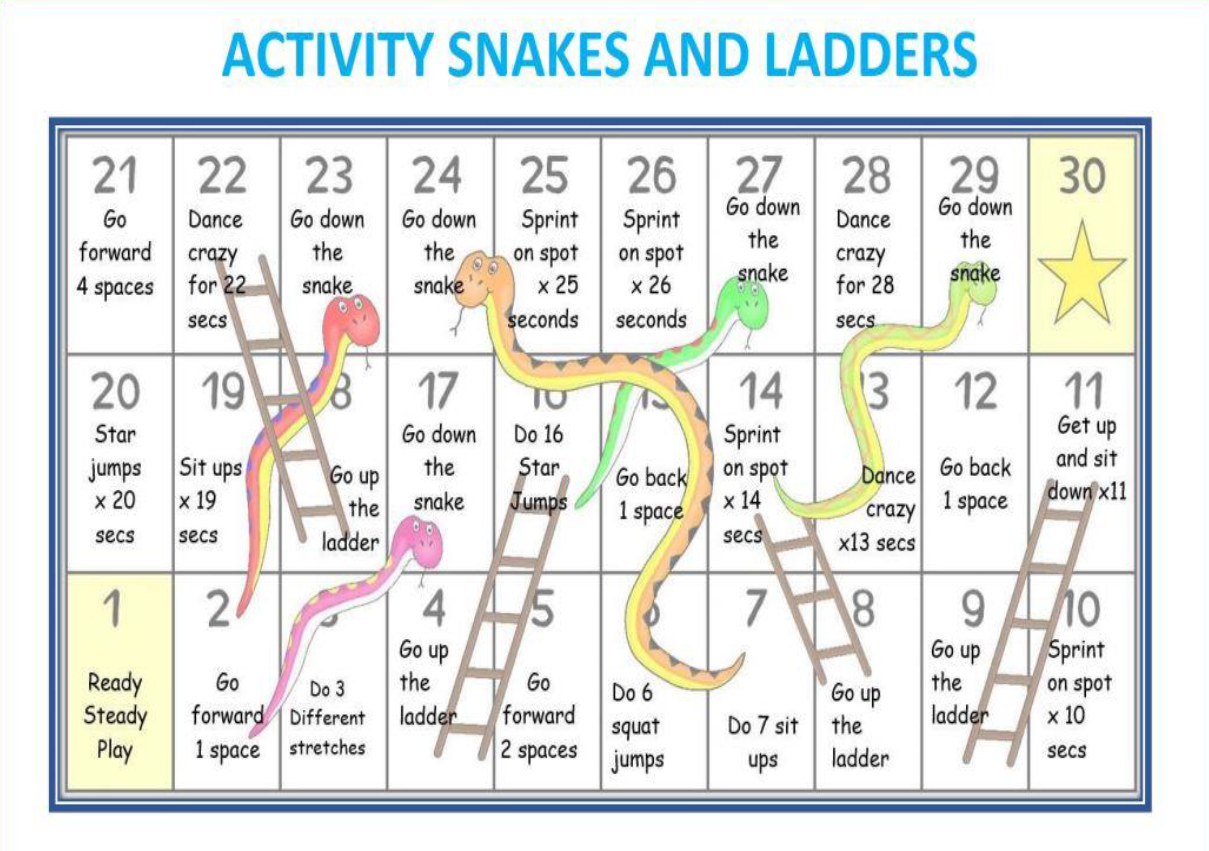 ACTIVITY SNAKES AND LADDERS
21
Go
forward
4 spaces
22
Dance
crazy
for 22
secs
23
Go down
the
snake
24
Go down
the
snake
25
Sprint
on spot
x 25
seconds
26
Sprint
on spot
x 26
seconds
27
Go down
the
snake
28
Dance
crazy
for 28
secs
29
Go down
the
snake
30
20
Star
jumps
x 20
secs
19
Sit ups
x 19
secs
18
Go up
the
ladder
17
Go down
the
snake
16
Do 16
Star
Jumps
15
Go back
1 space
14
Sprint
on spot
x 14
secs
13
Dance
crazy
x13 secs
12
Go back
1 space
11
Get up
and sit
down x11
1
Ready
Steady
Play
2
Go
forward
1 space
Do 3
Different
stretches
4
Go up
the
ladder
5
Go
forward
2 spaces
6
Do 6
squat
jumps
7
Do 7 sit
ups
8
Go up
the
ladder
9
Go up
the
ladder
10
Sprint
on spot
x 10
secs